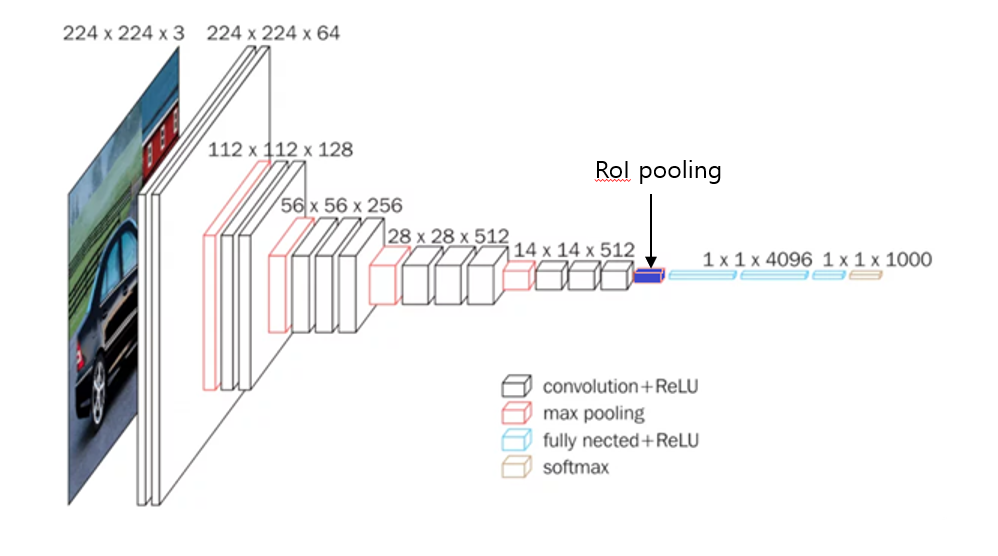 224 x 224 x 3
224 x 224 x 64
112 x 112 x 128
56 x 56 x 256
28 x 28 x 512
14 x 14 x 512
RoI pooling
1 x 1 x 4096
1 x 1 x 1000
convolution+ReLU
max pooling
fully nected+ReLU
softmax